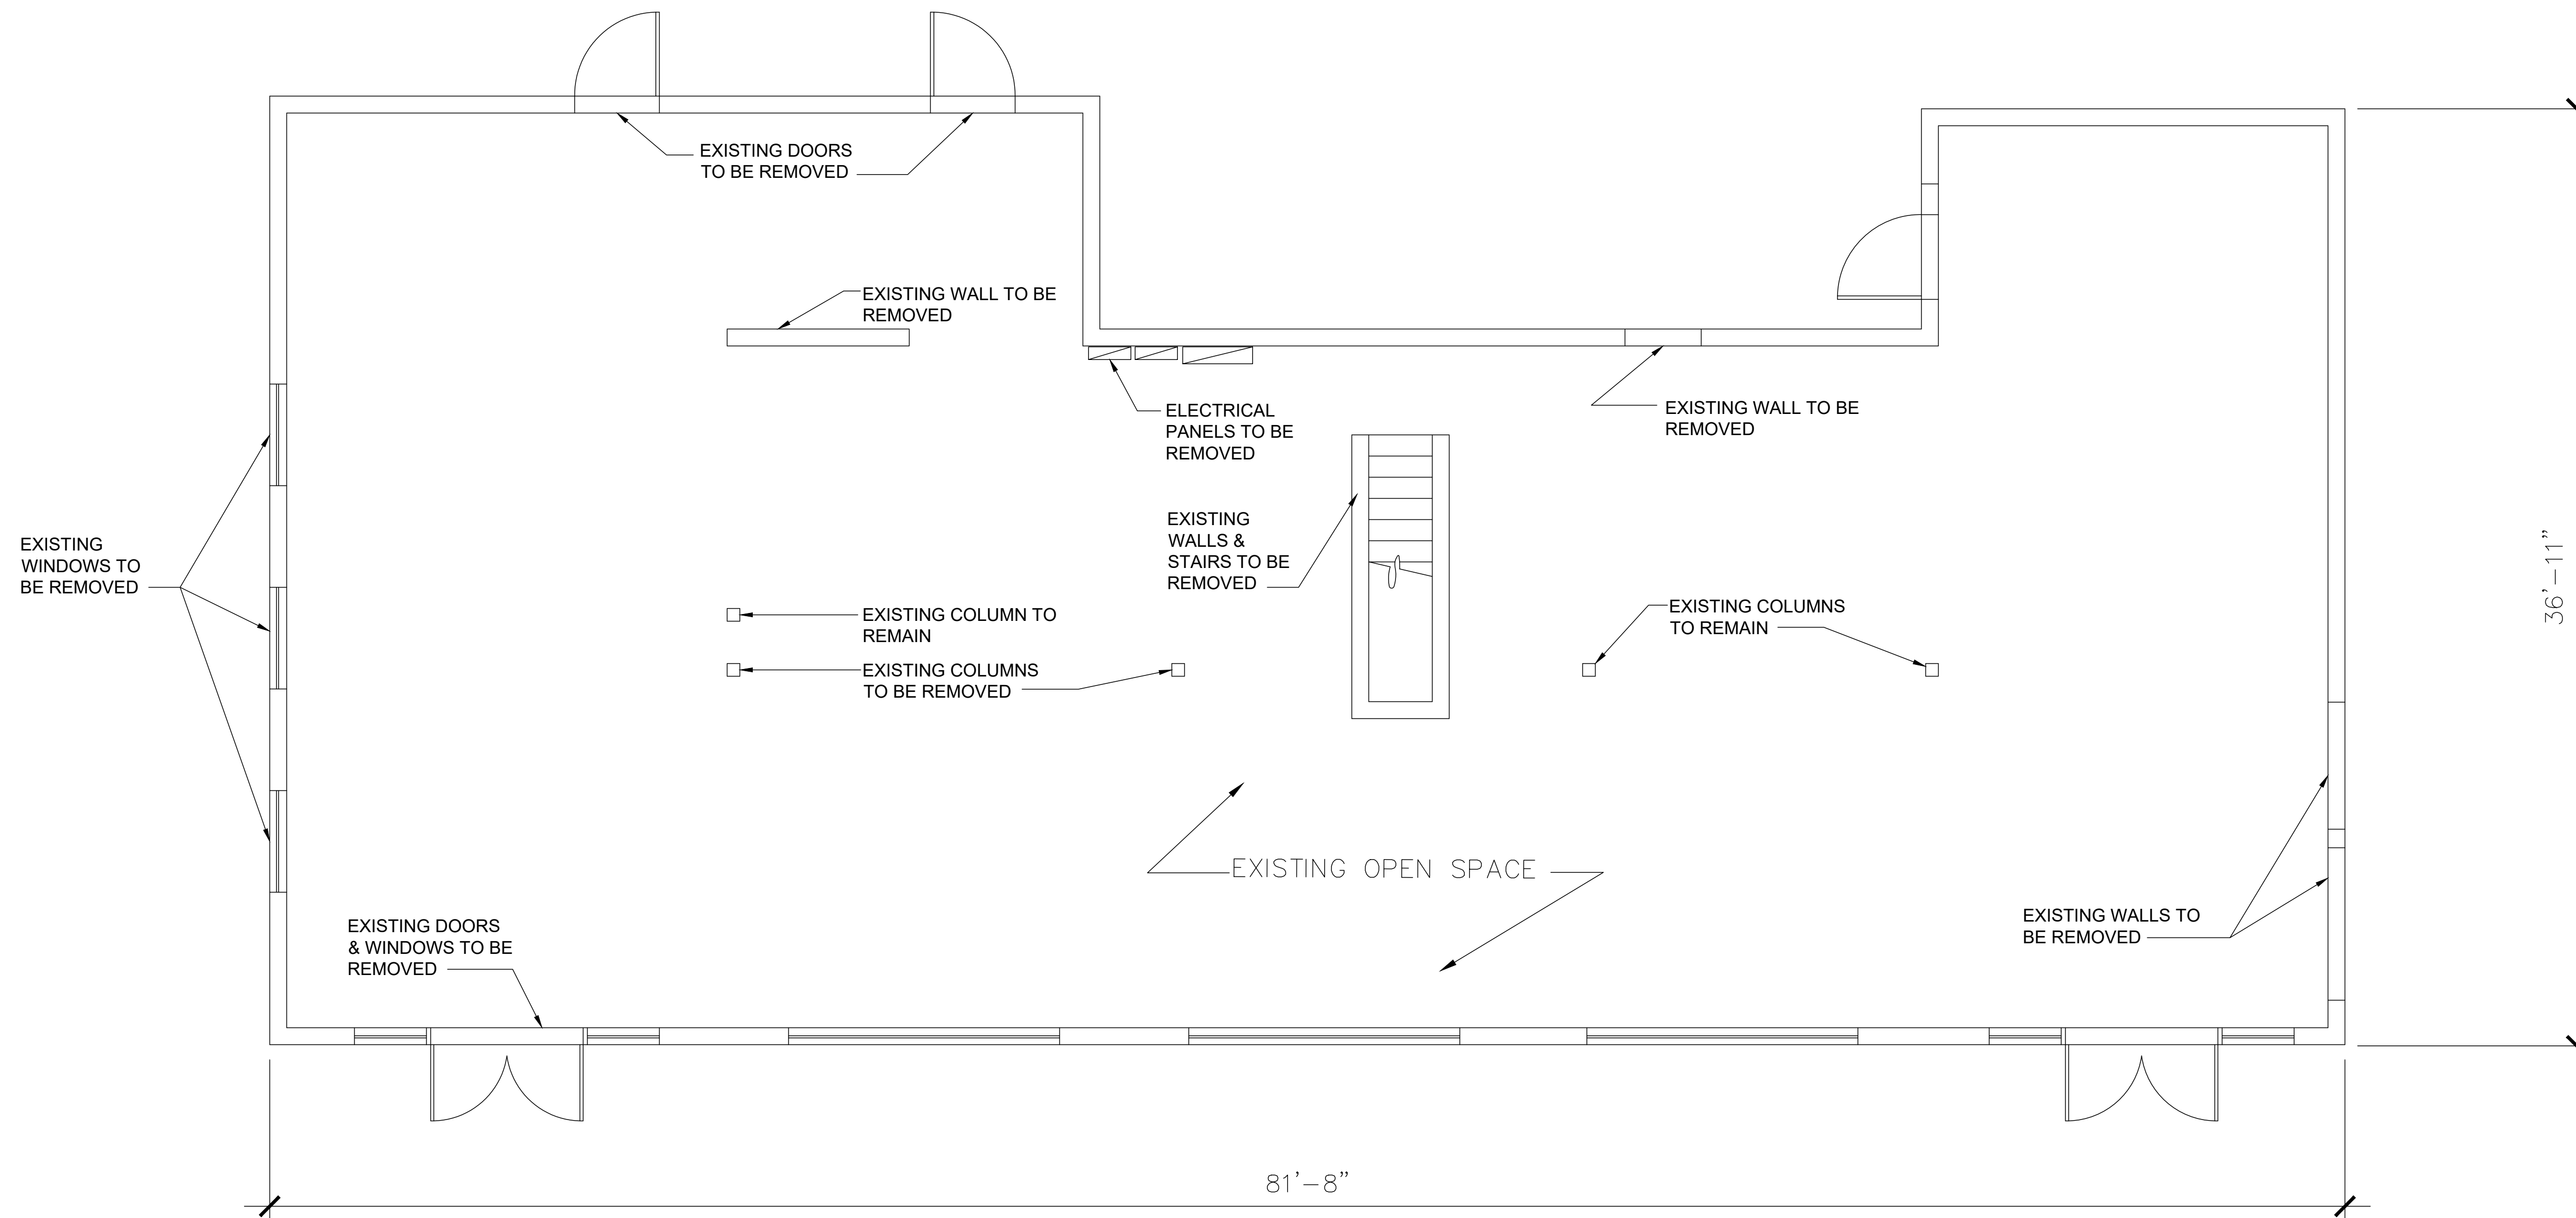 EXISTING DOORS
TO BE REMOVED
EXISTING WALL TO BE
REMOVED
ELECTRICAL
PANELS TO BE
REMOVED
EXISTING WALL TO BE
REMOVED
EXISTING
WALLS &
STAIRS TO BE
REMOVED
EXISTING
WINDOWS TO
BE REMOVED
36'-11"
EXISTING COLUMN TO
REMAIN
EXISTING COLUMNS
TO REMAIN
EXISTING COLUMNS
TO BE REMOVED
EXISTING OPEN SPACE
EXISTING DOORS
& WINDOWS TO BE
REMOVED
EXISTING WALLS TO
BE REMOVED
81'-8"